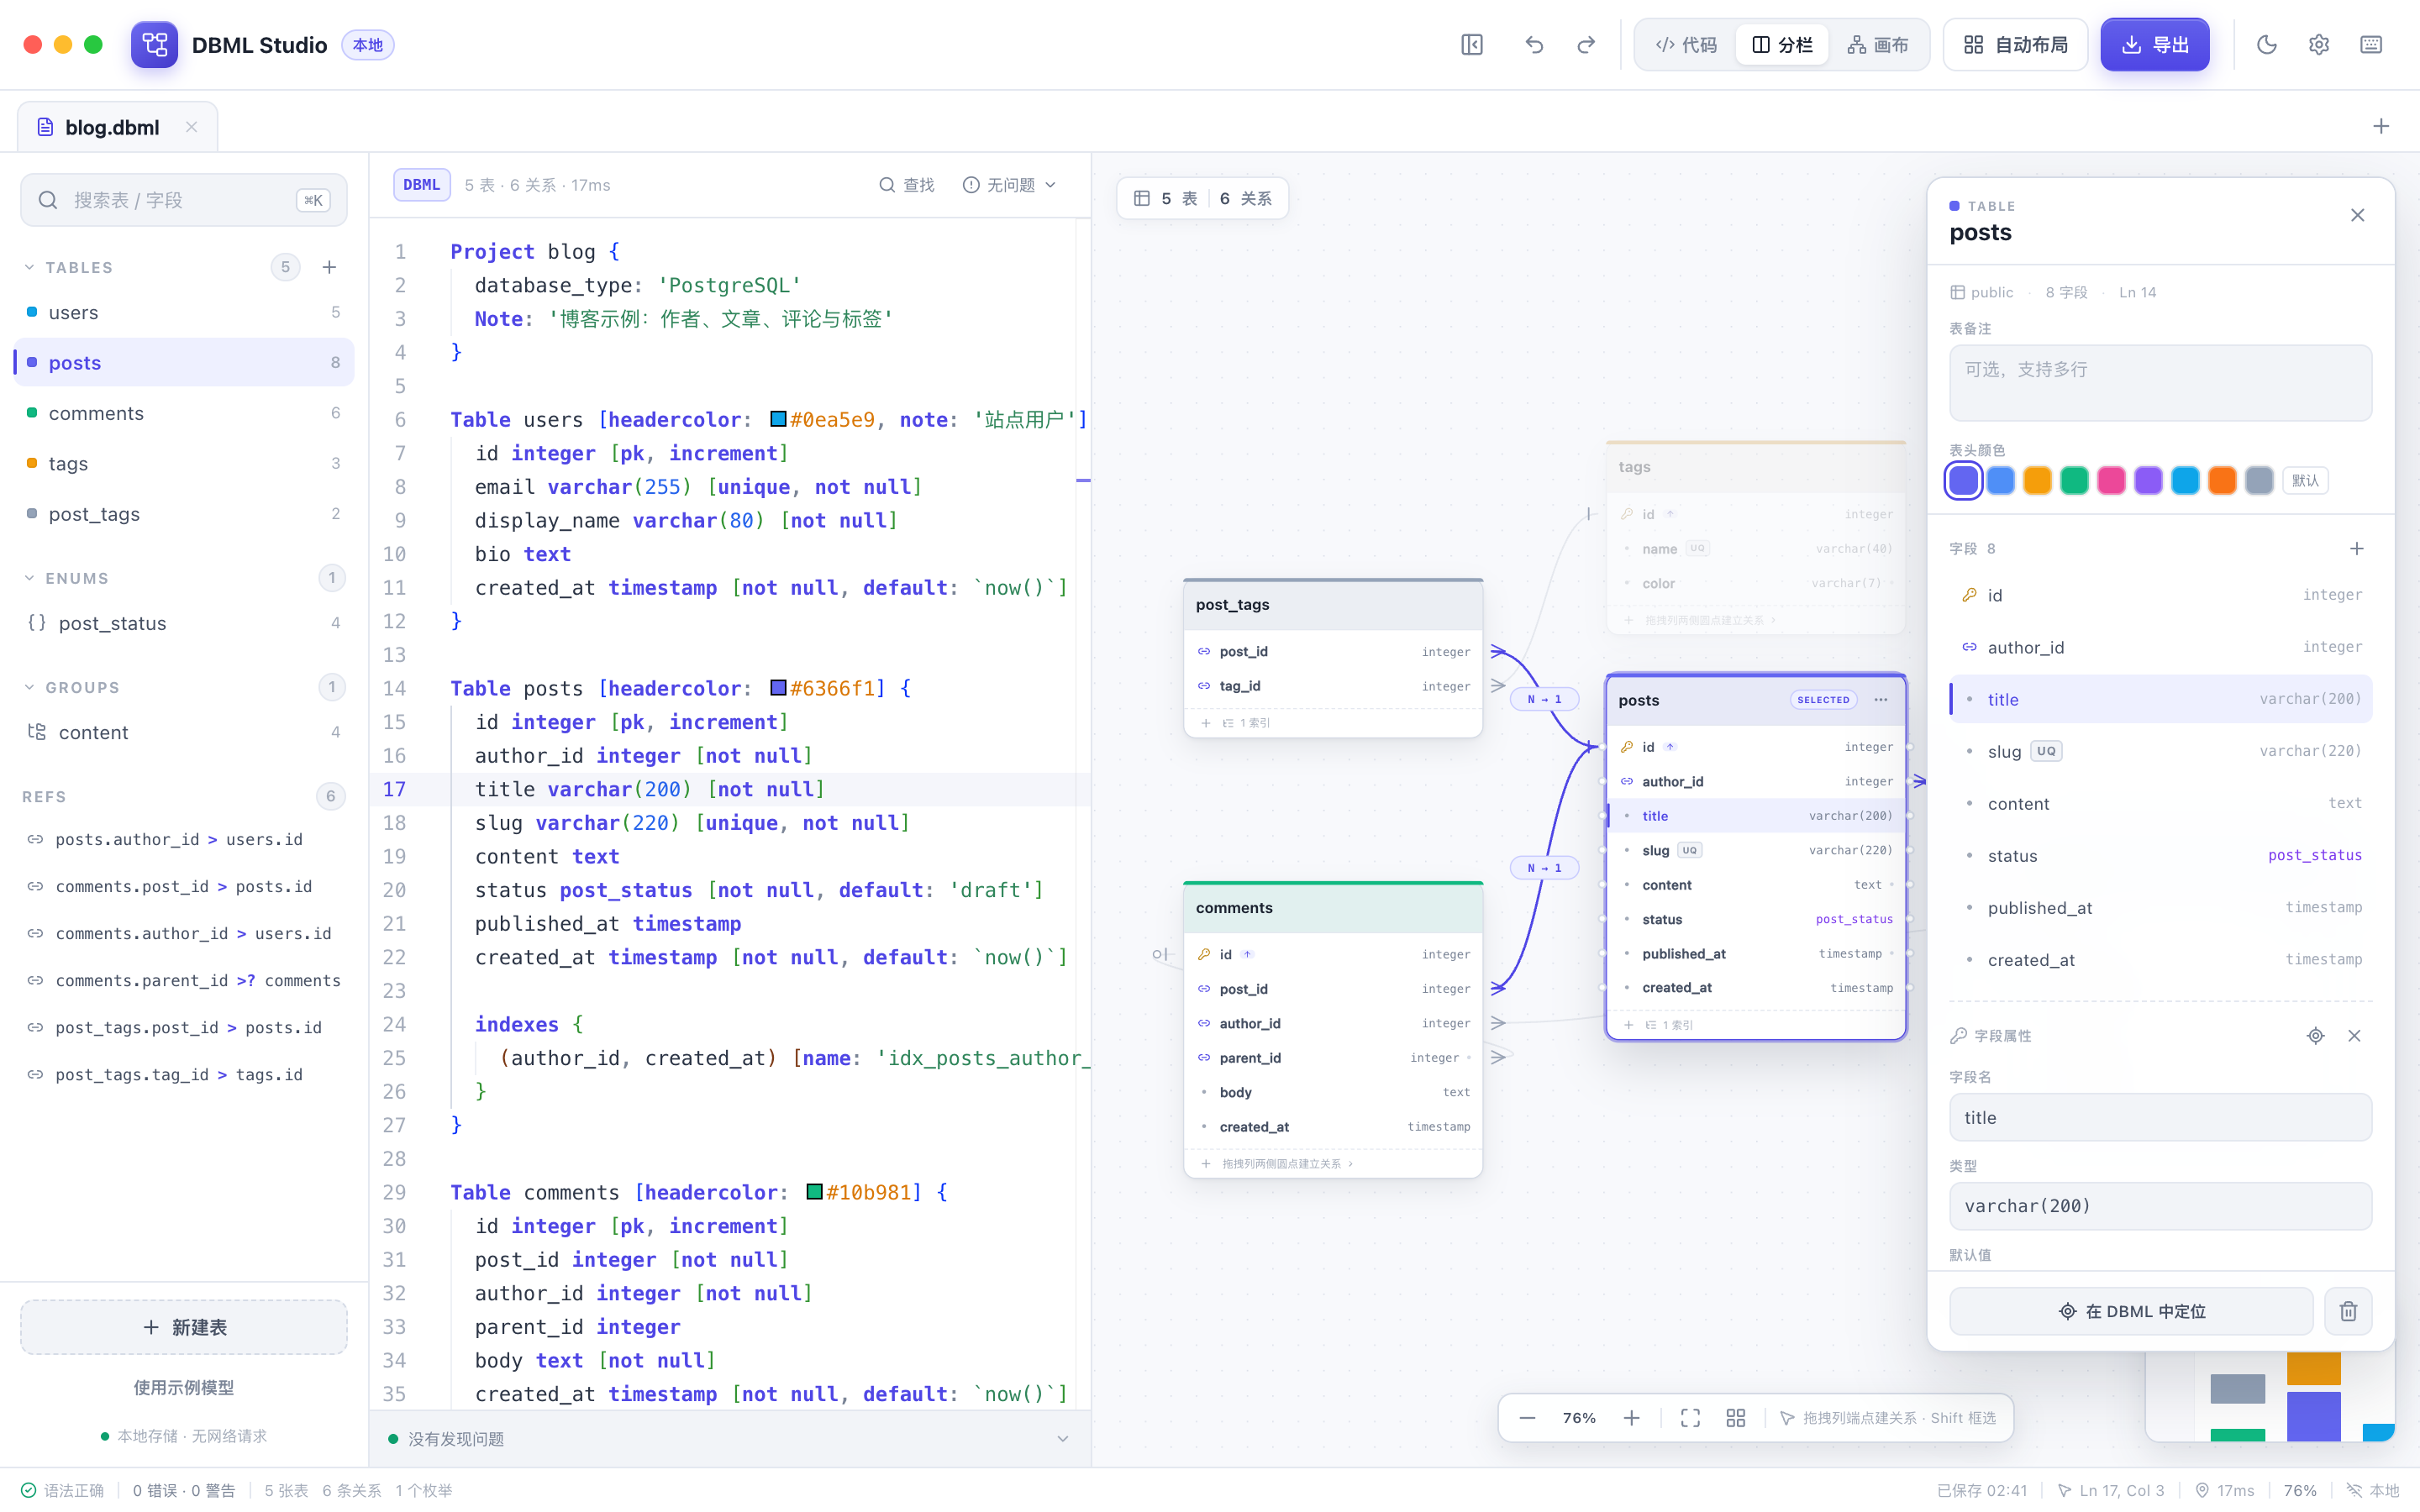 DBML Studio 本地
代码 分栏 画布 自动布局 导出
blog.dbml
搜索表 / 字段 ⌘K
TABLES 5
users 5
posts 8
comments 6
tags 3
post_tags 2
ENUMS 1
post_status 4
GROUPS 1
content 4
REFS 6
posts.author_id > users.id
comments.post_id > posts.id
comments.author_id > users.id
comments.parent_id >? comments
post_tags.post_id > posts.id
post_tags.tag_id > tags.id
新建表
使用示例模型
本地存储 · 无网络请求
DBML 5 表 · 6 关系 · 17ms 查找 无问题
1 Project blog {
2 database_type: 'PostgreSQL'
3 Note: '博客示例：作者、文章、评论与标签'
4 }
5
6 Table users [headercolor: #0ea5e9, note: '站点用户']
7 id integer [pk, increment]
8 email varchar(255) [unique, not null]
9 display_name varchar(80) [not null]
10 bio text
11 created_at timestamp [not null, default: `now()`]
12 }
13
14 Table posts [headercolor: #6366f1] {
15 id integer [pk, increment]
16 author_id integer [not null]
17 title varchar(200) [not null]
18 slug varchar(220) [unique, not null]
19 content text
20 status post_status [not null, default: 'draft']
21 published_at timestamp
22 created_at timestamp [not null, default: `now()`]
23
24 indexes {
25 (author_id, created_at) [name: 'idx_posts_author_
26 }
27 }
28
29 Table comments [headercolor: #10b981] {
30 id integer [pk, increment]
31 post_id integer [not null]
32 author_id integer [not null]
33 parent_id integer
34 body text [not null]
35 created_at timestamp [not null, default: `now()`]
没有发现问题
5 表 6 关系
tags
id integer
name UQ varchar(40)
color varchar(7)
拖拽列两侧圆点建立关系 ›
post_tags
post_id integer
tag_id integer
1 索引
N → 1
N → 1
posts SELECTED
id integer
author_id integer
title varchar(200)
slug UQ varchar(220)
content text
status post_status
published_at timestamp
created_at timestamp
1 索引
comments
id integer
post_id integer
author_id integer
parent_id integer
body text
created_at timestamp
拖拽列两侧圆点建立关系 ›
76% 拖拽列端点建关系 · Shift 框选
TABLE
posts
public · 8 字段 · Ln 14
表备注
可选，支持多行
表头颜色
默认
字段 8
id integer
author_id integer
title varchar(200)
slug UQ varchar(220)
content text
status post_status
published_at timestamp
created_at timestamp
字段属性
字段名
title
类型
varchar(200)
默认值
在 DBML 中定位
语法正确 0 错误 · 0 警告 5 张表 6 条关系 1 个枚举
已保存 02:41 Ln 17, Col 3 17ms 76% 本地